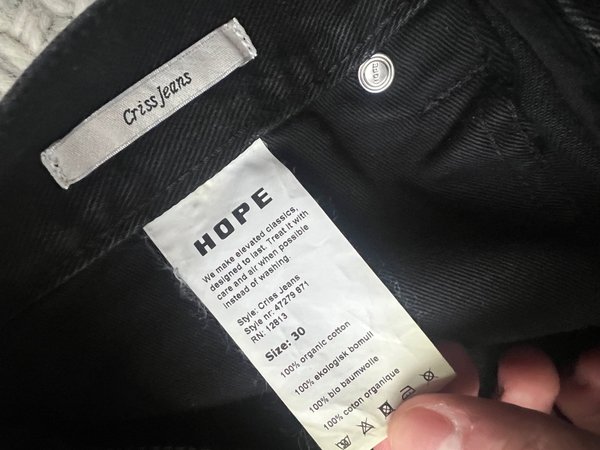 Criss Jeans
HOPE
We make elevated classics,
designed to last. Treat it with
care and air when possible
instead of washing.
Style: Criss Jeans
Style nr: 47279 871
RN: 12813
Size: 30
100% organic cotton
100% ekologisk bomull
100% bio baumwolle
100% coton organique